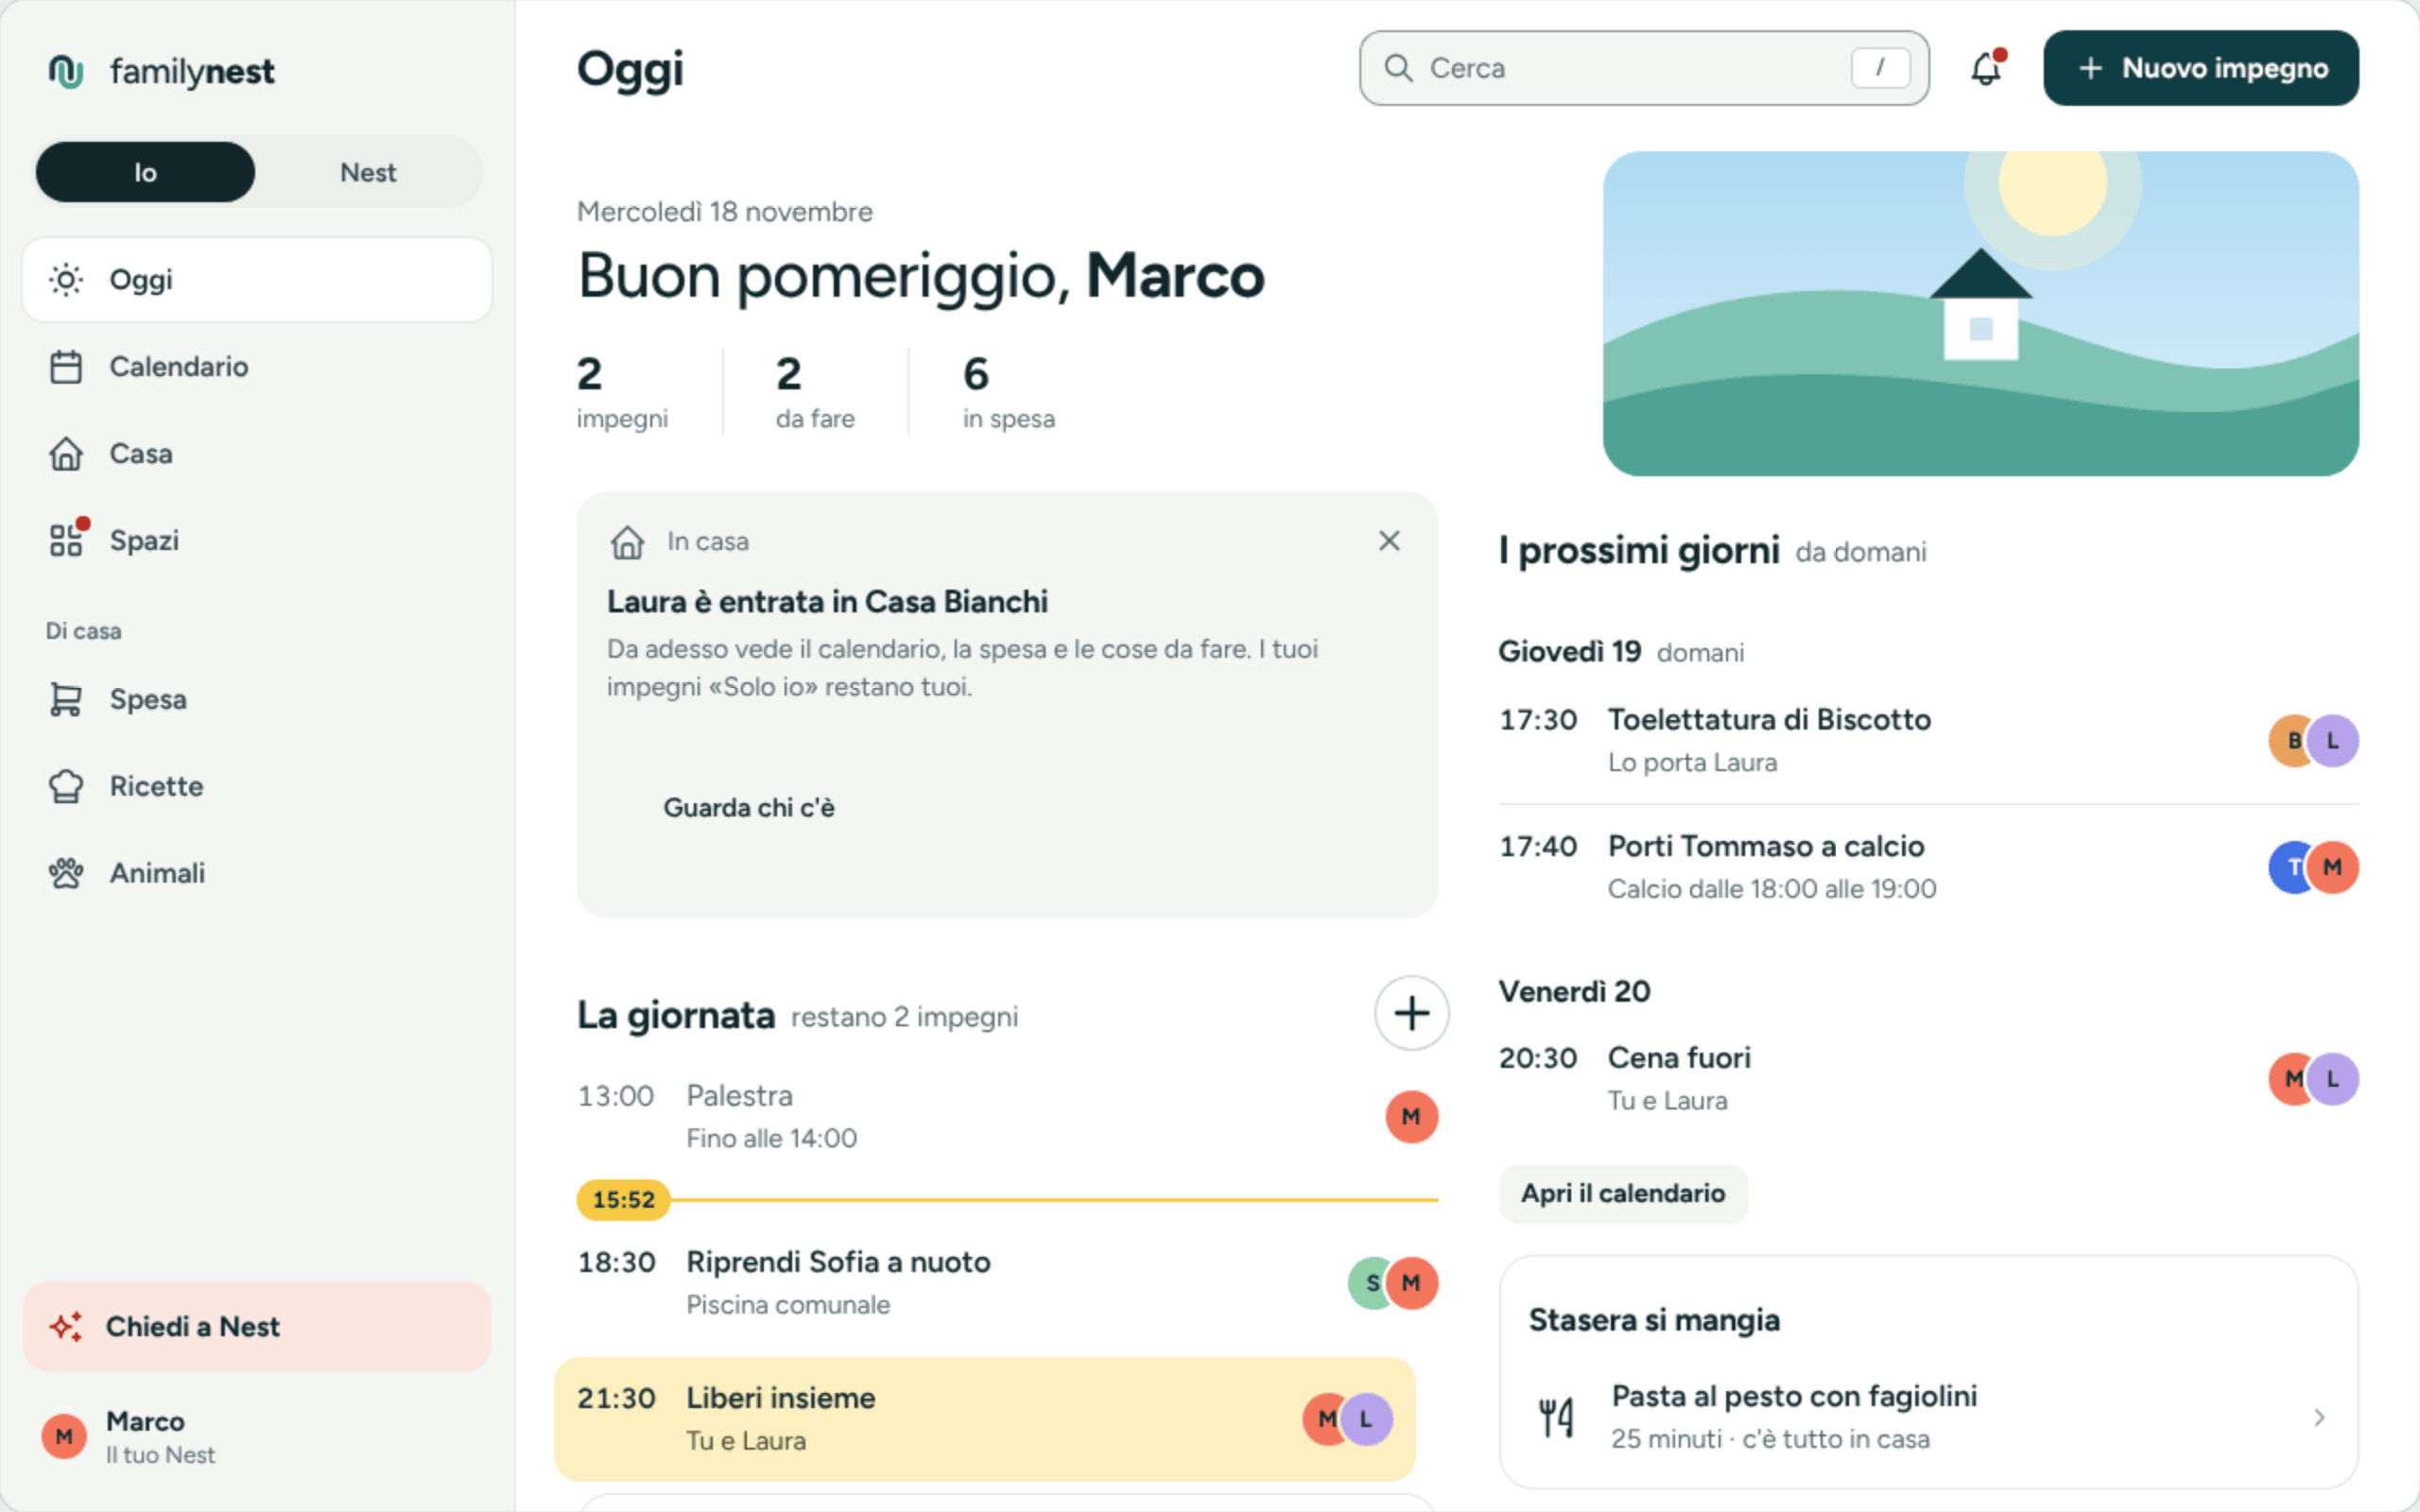 familynest
Io
Nest
Oggi
Calendario
Casa
Spazi
Di casa
Spesa
Ricette
Animali
Chiedi a Nest
M
Marco
Il tuo Nest
Oggi
Cerca
/
Nuovo impegno
Mercoledì 18 novembre
Buon pomeriggio, Marco
2
impegni
2
da fare
6
in spesa
In casa
Laura è entrata in Casa Bianchi
Da adesso vede il calendario, la spesa e le cose da fare. I tuoi
impegni «Solo io» restano tuoi.
Guarda chi c'è
La giornata restano 2 impegni
13:00 Palestra
Fino alle 14:00
M
15:52
18:30 Riprendi Sofia a nuoto
Piscina comunale
S M
21:30 Liberi insieme
Tu e Laura
M L
I prossimi giorni da domani
Giovedì 19 domani
17:30 Toelettatura di Biscotto
Lo porta Laura
B L
17:40 Porti Tommaso a calcio
Calcio dalle 18:00 alle 19:00
T M
Venerdì 20
20:30 Cena fuori
Tu e Laura
M L
Apri il calendario
Stasera si mangia
Pasta al pesto con fagiolini
25 minuti · c'è tutto in casa